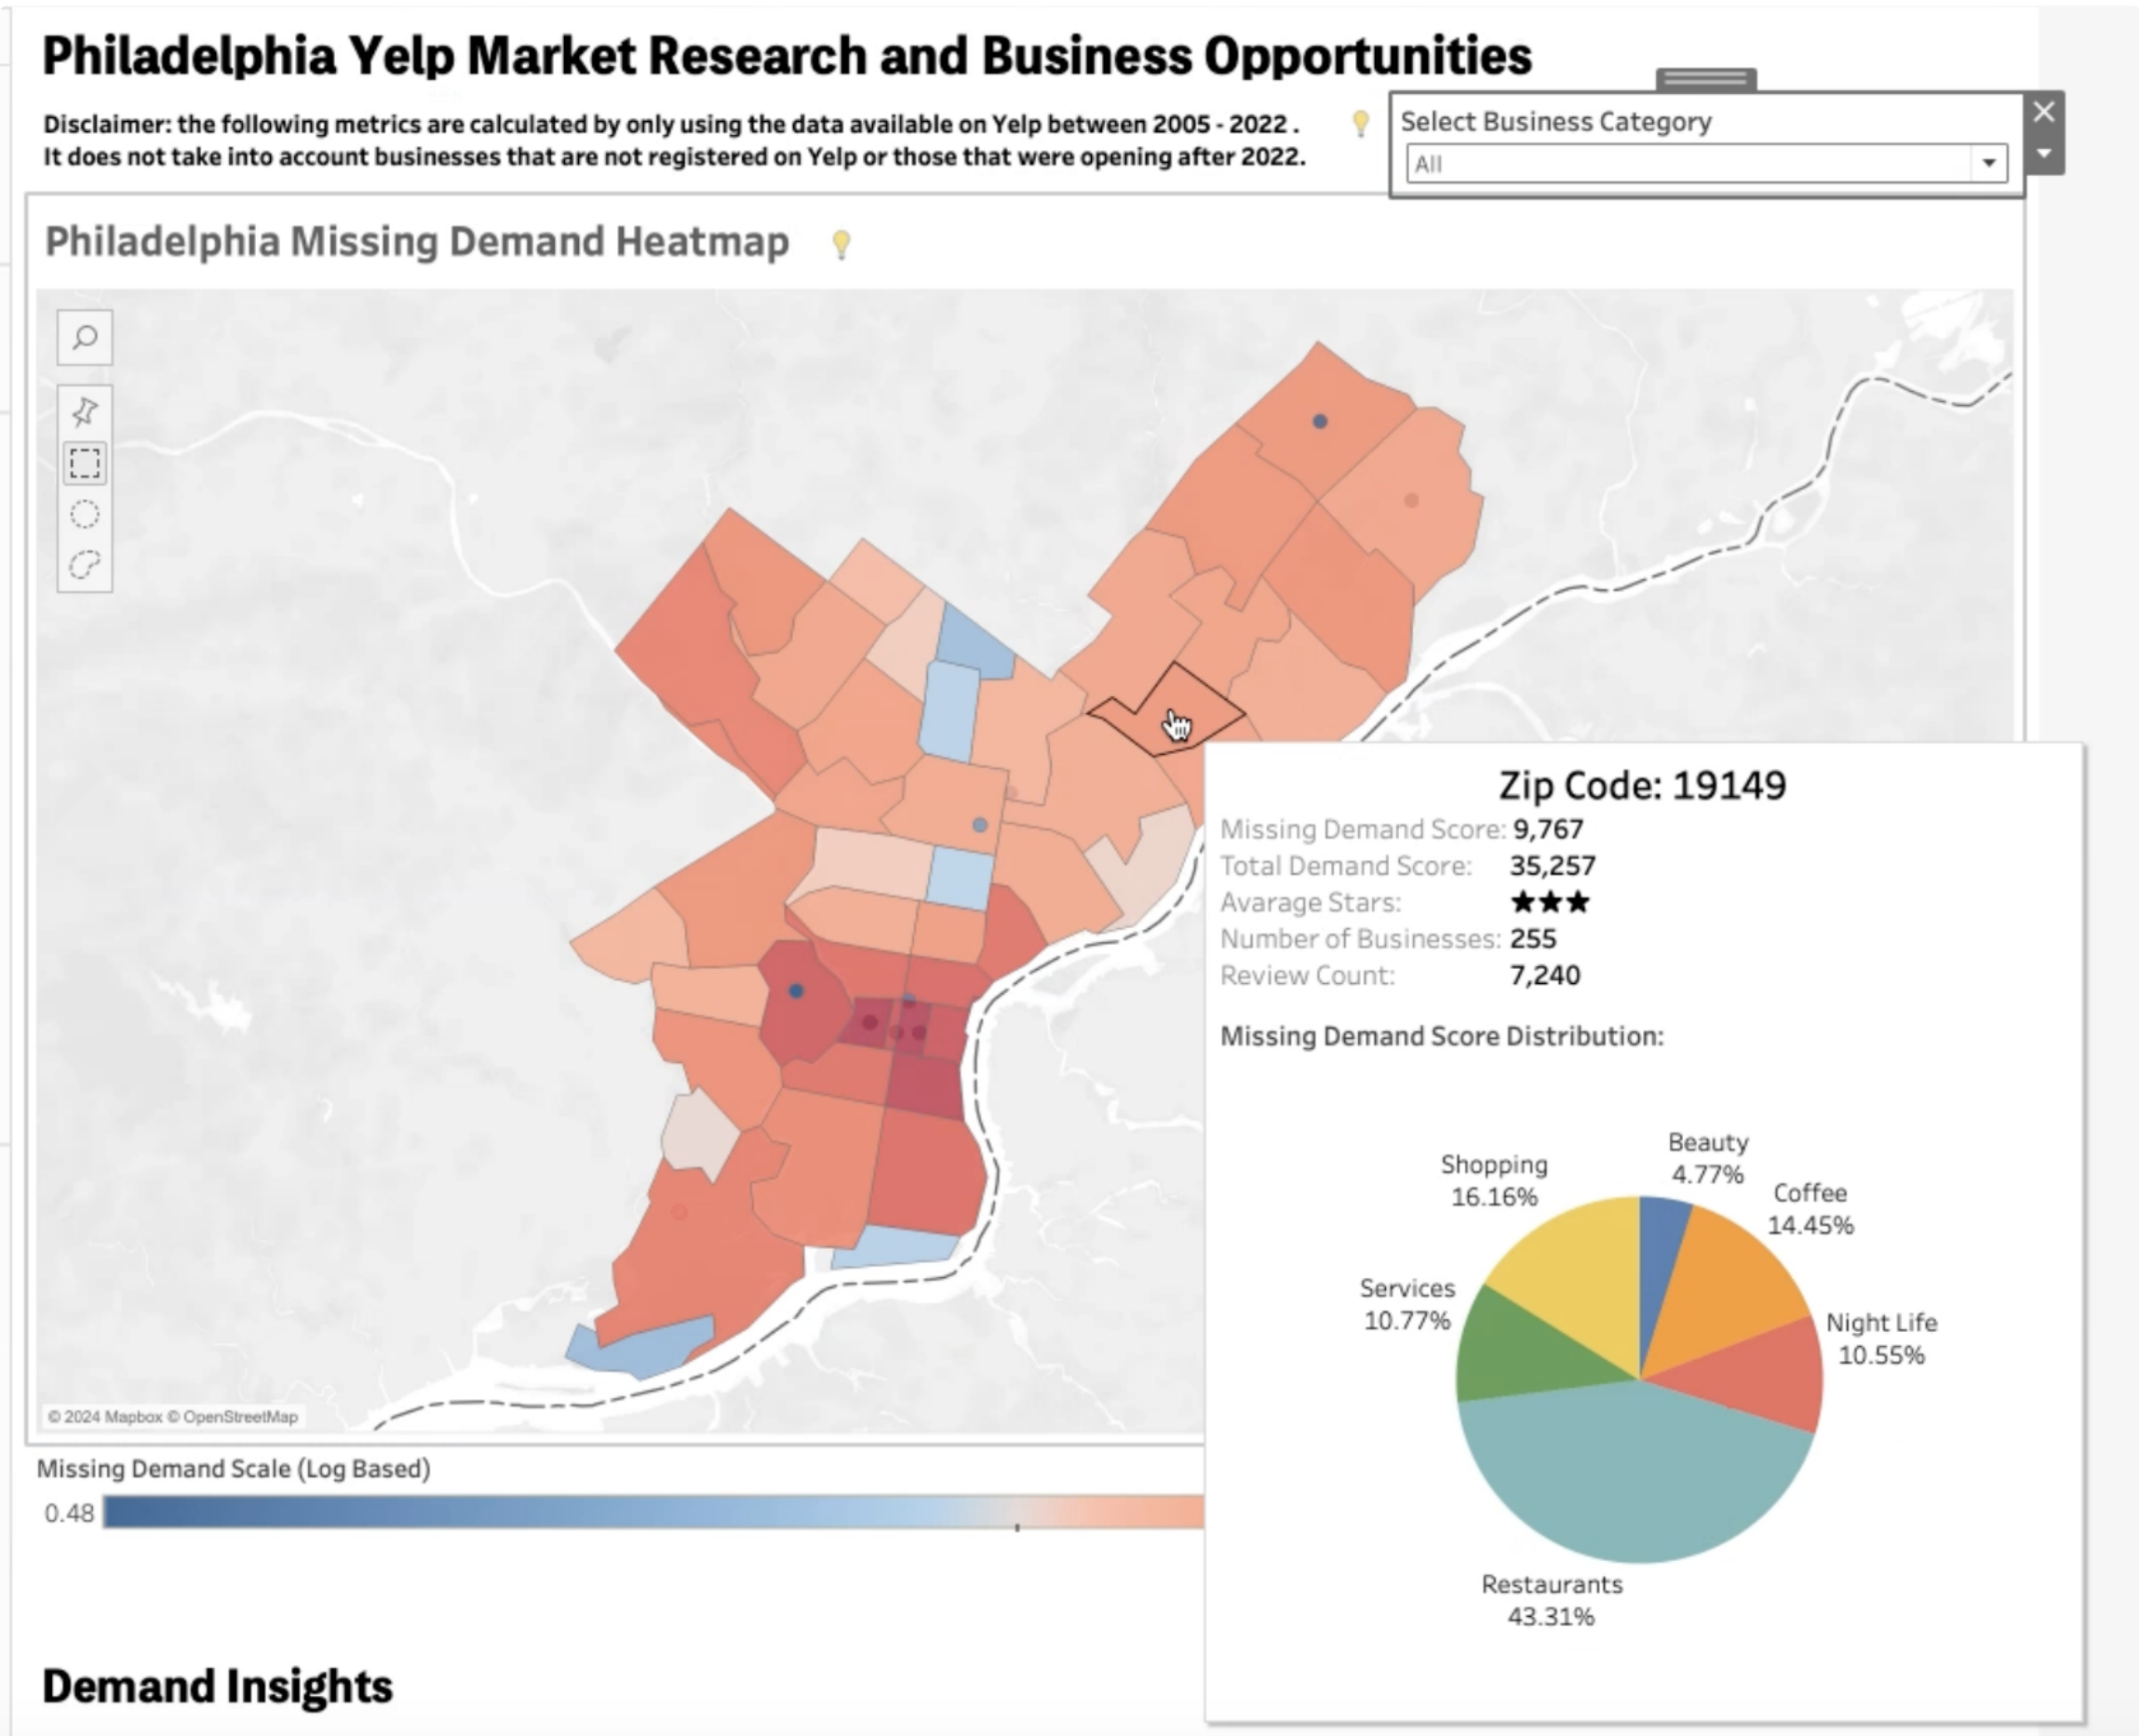 Philadelphia Yelp Market Research and Business Opportunities
Disclaimer: the following metrics are calculated by only using the data available on Yelp between 2005 - 2022 .
It does not take into account businesses that are not registered on Yelp or those that were opening after 2022.
Select Business Category
All
Philadelphia Missing Demand Heatmap
Zip Code: 19149
Missing Demand Score: 9,767
Total Demand Score: 35,257
Avarage Stars: ★★★
Number of Businesses: 255
Review Count: 7,240
Missing Demand Score Distribution:
Beauty
4.77%
Shopping
16.16%
Coffee
14.45%
Services
10.77%
Night Life
10.55%
Restaurants
43.31%
© 2024 Mapbox © OpenStreetMap
Missing Demand Scale (Log Based)
0.48
Demand Insights